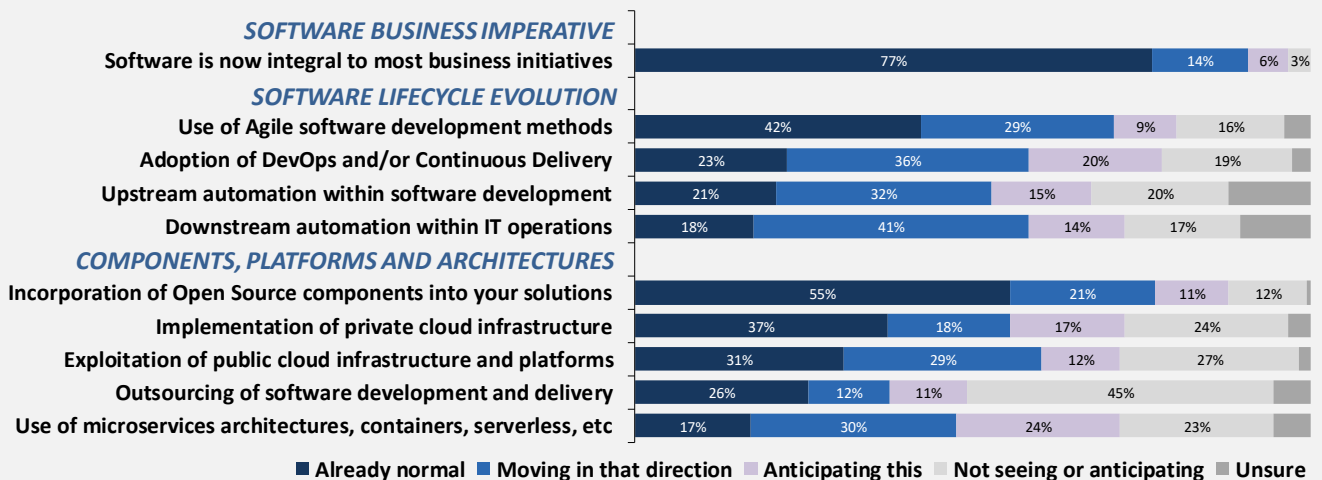 SOFTWARE BUSINESS IMPERATIVE
Software is now integral to most business initiatives 77% 14% 6% 3%
SOFTWARE LIFECYCLE EVOLUTION
Use of Agile software development methods 42% 29% 9% 16%
Adoption of DevOps and/or Continuous Delivery 23% 36% 20% 19%
Upstream automation within software development 21% 32% 15% 20%
Downstream automation within IT operations 18% 41% 14% 17%
COMPONENTS, PLATFORMS AND ARCHITECTURES
Incorporation of Open Source components into your solutions 55% 21% 11% 12%
Implementation of private cloud infrastructure 37% 18% 17% 24%
Exploitation of public cloud infrastructure and platforms 31% 29% 12% 27%
Outsourcing of software development and delivery 26% 12% 11% 45%
Use of microservices architectures, containers, serverless, etc 17% 30% 24% 23%
Already normal Moving in that direction Anticipating this Not seeing or anticipating Unsure